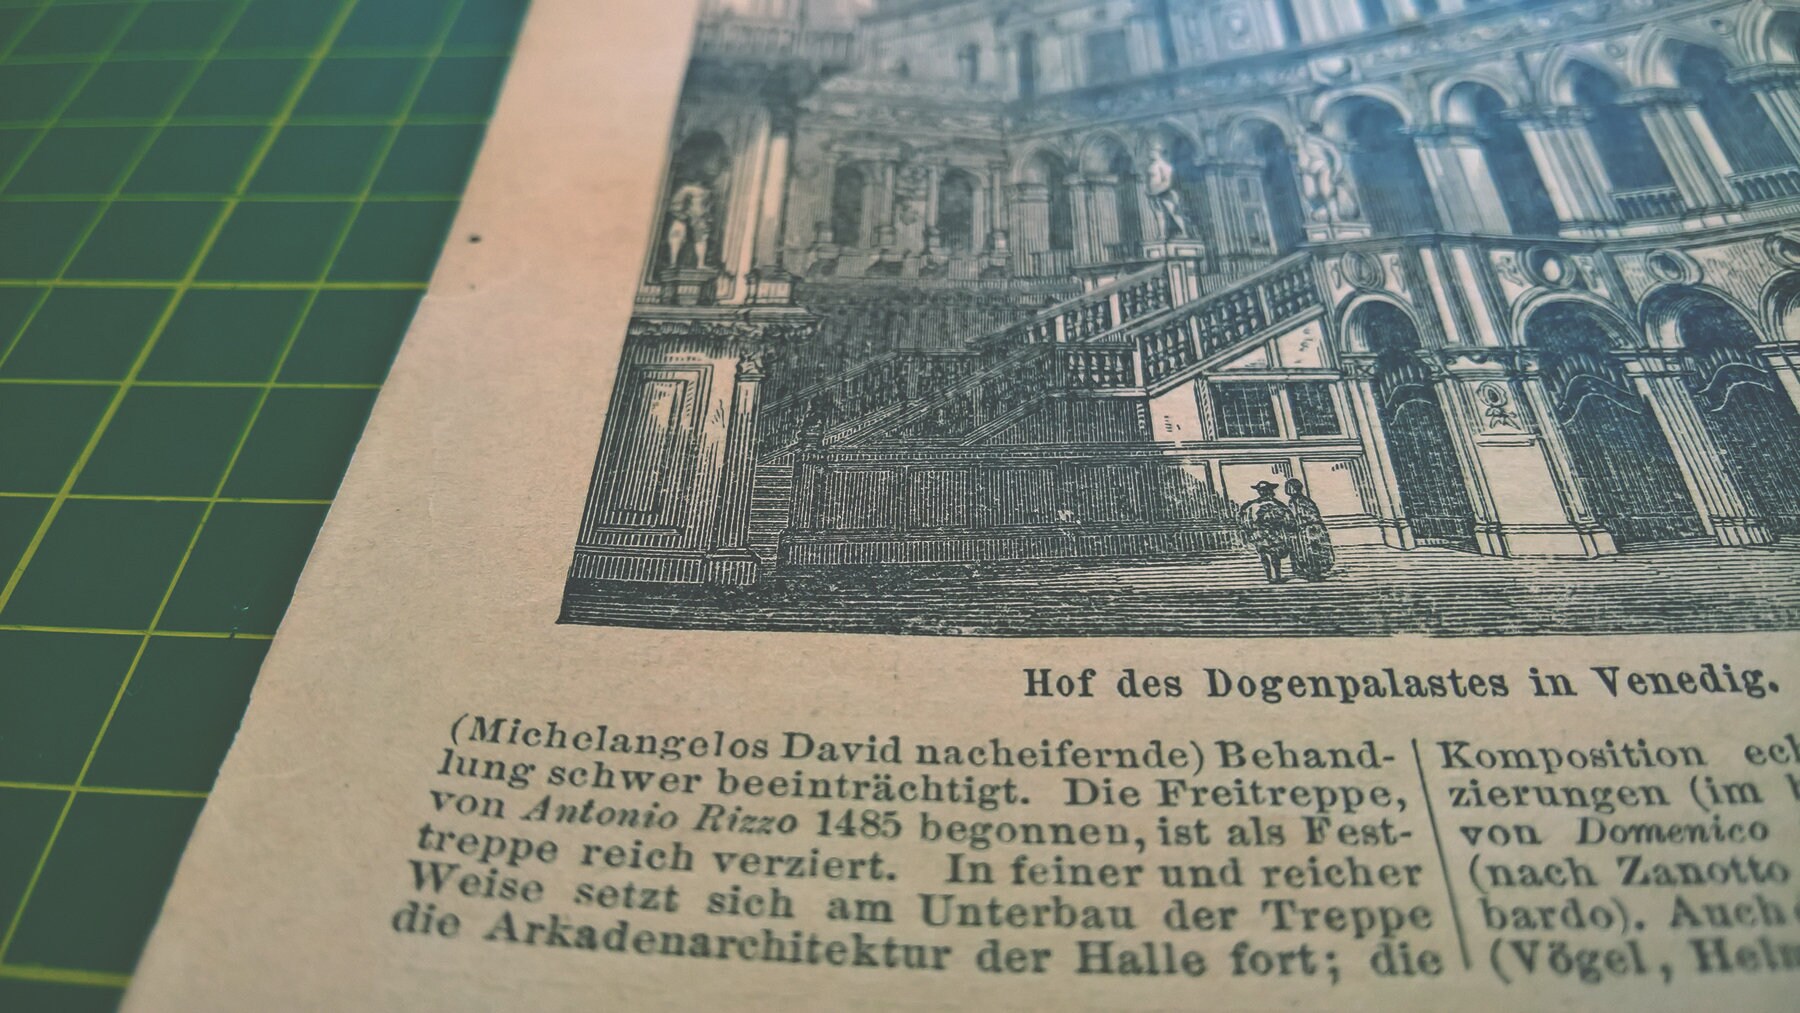 Hof des Dogenpalastes in Venedig.
(Michelangelos David nacheifernde) Behand-
lung schwer beeinträchtigt. Die Freitreppe,
von Antonio Rizzo 1485 begonnen, ist als Fest-
treppe reich verziert. In feiner und reicher
Weise setzt sich am Unterbau der Treppe
die Arkadenarchitektur der Halle fort; die
Komposition
zierungen (im
von Domenico
(nach Zanotto
bardo). Auch
(Vögel,